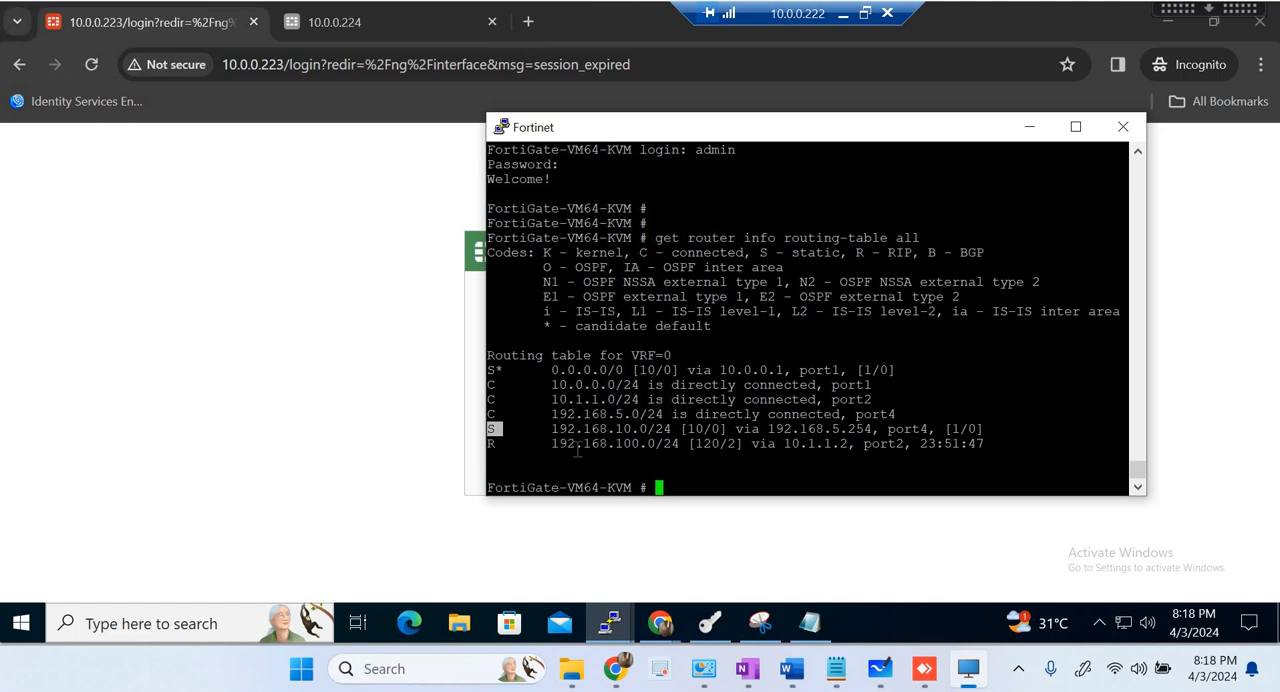 10.0.0.223/login?redir=%2Fng%
10.0.0.224
10.0.0.222
Not secure
10.0.0.223/login?redir=%2Fng%2Finterface&msg=session_expired
Incognito
Identity Services En...
All Bookmarks
Fortinet
FortiGate-VM64-KVM login: admin
Password:
Welcome!
FortiGate-VM64-KVM #
FortiGate-VM64-KVM #
FortiGate-VM64-KVM # get router info routing-table all
Codes: K - kernel, C - connected, S - static, R - RIP, B - BGP
O - OSPF, IA - OSPF inter area
N1 - OSPF NSSA external type 1, N2 - OSPF NSSA external type 2
E1 - OSPF external type 1, E2 - OSPF external type 2
i - IS-IS, L1 - IS-IS level-1, L2 - IS-IS level-2, ia - IS-IS inter area
* - candidate default
Routing table for VRF=0
S* 0.0.0.0/0 [10/0] via 10.0.0.1, port1, [1/0]
C 10.0.0.0/24 is directly connected, port1
C 10.1.1.0/24 is directly connected, port2
C 192.168.5.0/24 is directly connected, port4
S 192.168.10.0/24 [10/0] via 192.168.5.254, port4, [1/0]
R 192.168.100.0/24 [120/2] via 10.1.1.2, port2, 23:51:47
FortiGate-VM64-KVM #
Activate Windows
Go to Settings to activate Windows.
Type here to search
1
31°C
8:18 PM
4/3/2024
Search
8:18 PM
4/3/2024